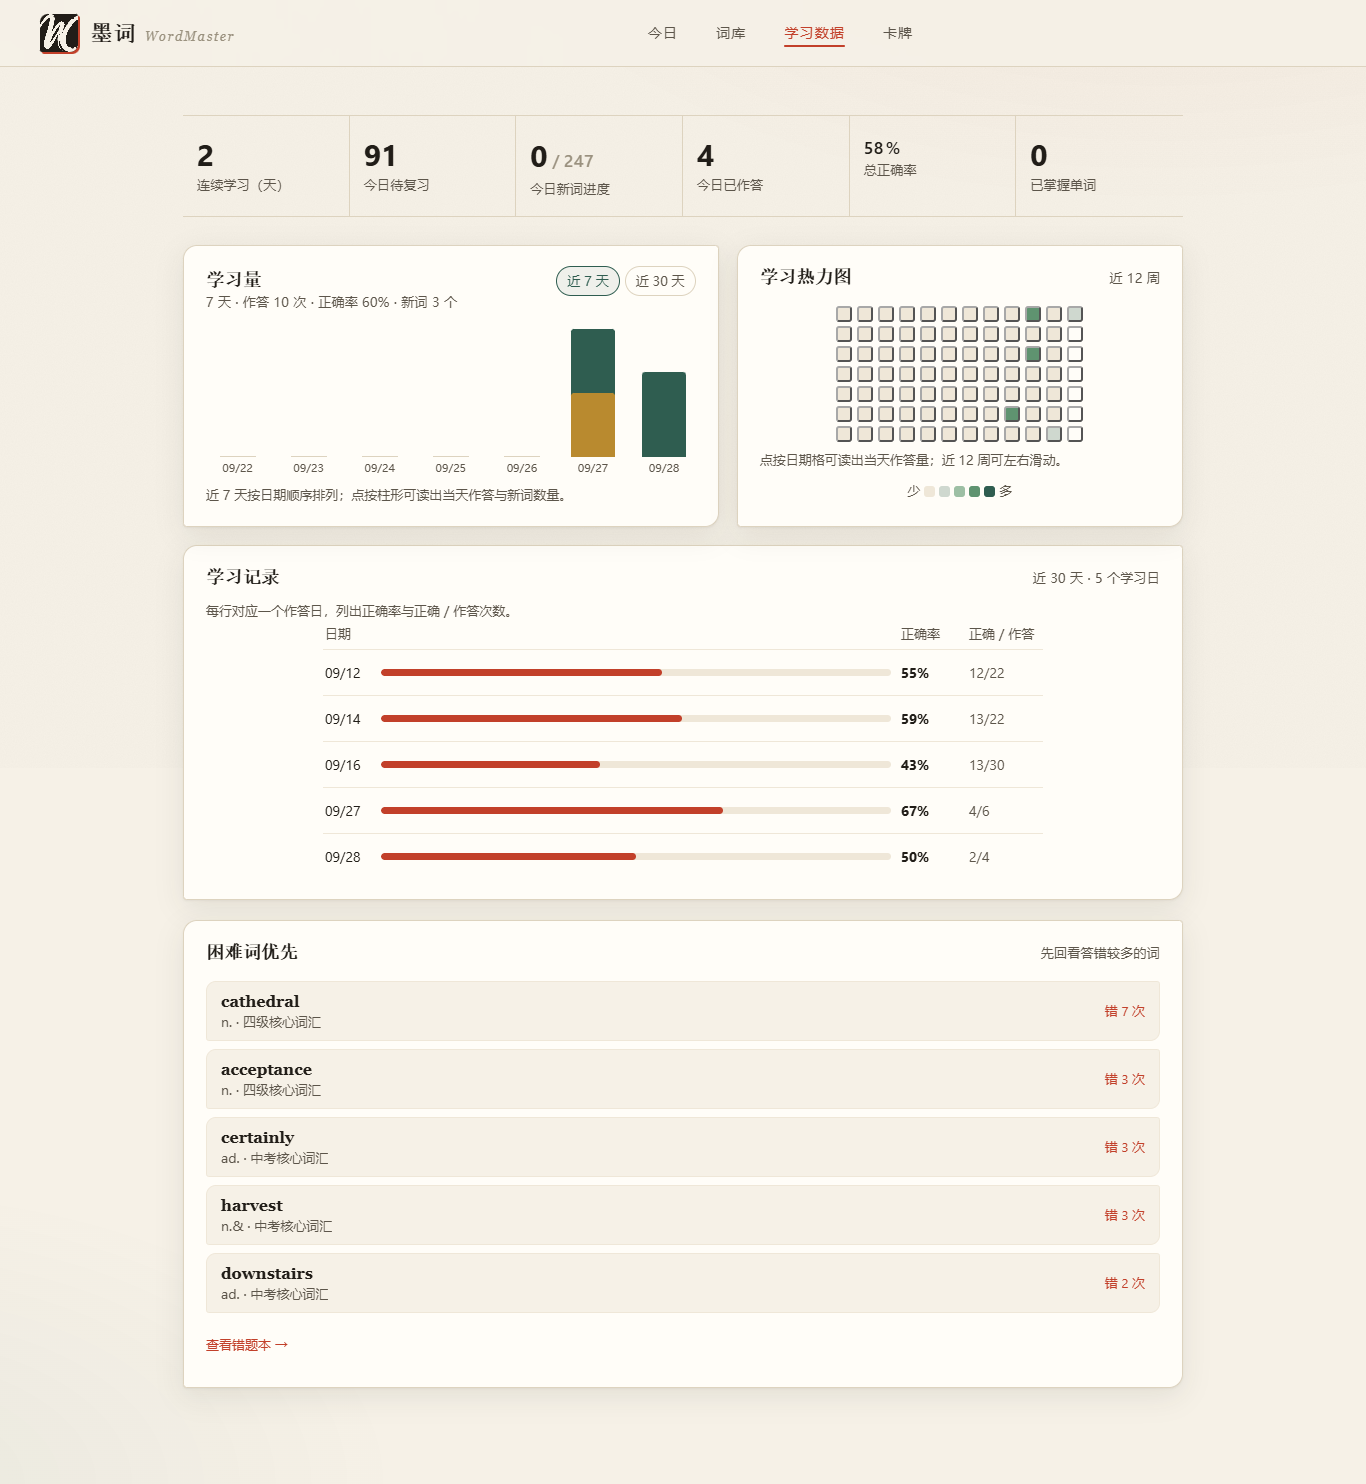 墨词 WordMaster
今日 词库 学习数据 卡牌
2
连续学习（天）
91
今日待复习
0 / 247
今日新词进度
4
今日已作答
58%
总正确率
0
已掌握单词
学习量
近 7 天 近 30 天
7 天 · 作答 10 次 · 正确率 60% · 新词 3 个
09/22 09/23 09/24 09/25 09/26 09/27 09/28
近 7 天按日期顺序排列；点按柱形可读出当天作答与新词数量。
学习热力图
近 12 周
点按日期格可读出当天作答量；近 12 周可左右滑动。
少 多
学习记录
近 30 天 · 5 个学习日
每行对应一个作答日，列出正确率与正确 / 作答次数。
日期 正确率 正确 / 作答
09/12 55% 12/22
09/14 59% 13/22
09/16 43% 13/30
09/27 67% 4/6
09/28 50% 2/4
困难词优先
先回看答错较多的词
cathedral
n. · 四级核心词汇
错 7 次
acceptance
n. · 四级核心词汇
错 3 次
certainly
ad. · 中考核心词汇
错 3 次
harvest
n.& · 中考核心词汇
错 3 次
downstairs
ad. · 中考核心词汇
错 2 次
查看错题本 →